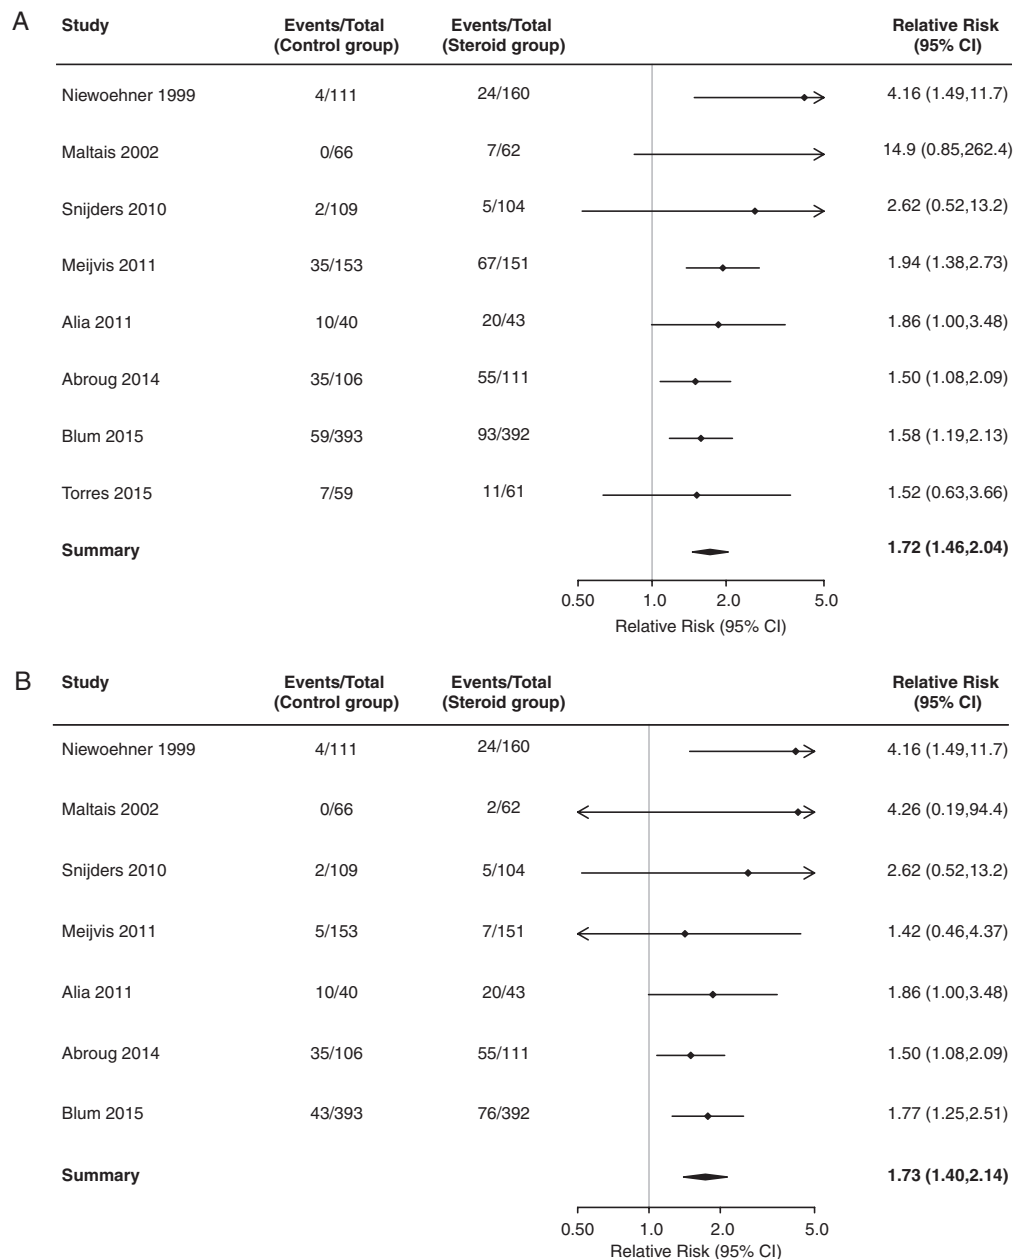 A
Study Events/Total Events/Total Relative Risk
(Control group) (Steroid group) (95% CI)
Niewoehner 1999 4/111 24/160 4.16 (1.49,11.7)
Maltais 2002 0/66 7/62 14.9 (0.85,262.4)
Snijders 2010 2/109 5/104 2.62 (0.52,13.2)
Meijvis 2011 35/153 67/151 1.94 (1.38,2.73)
Alia 2011 10/40 20/43 1.86 (1.00,3.48)
Abroug 2014 35/106 55/111 1.50 (1.08,2.09)
Blum 2015 59/393 93/392 1.58 (1.19,2.13)
Torres 2015 7/59 11/61 1.52 (0.63,3.66)
Summary 1.72 (1.46,2.04)
0.50 1.0 2.0 5.0
Relative Risk (95% CI)
B
Study Events/Total Events/Total Relative Risk
(Control group) (Steroid group) (95% CI)
Niewoehner 1999 4/111 24/160 4.16 (1.49,11.7)
Maltais 2002 0/66 2/62 4.26 (0.19,94.4)
Snijders 2010 2/109 5/104 2.62 (0.52,13.2)
Meijvis 2011 5/153 7/151 1.42 (0.46,4.37)
Alia 2011 10/40 20/43 1.86 (1.00,3.48)
Abroug 2014 35/106 55/111 1.50 (1.08,2.09)
Blum 2015 43/393 76/392 1.77 (1.25,2.51)
Summary 1.73 (1.40,2.14)
0.50 1.0 2.0 5.0
Relative Risk (95% CI)